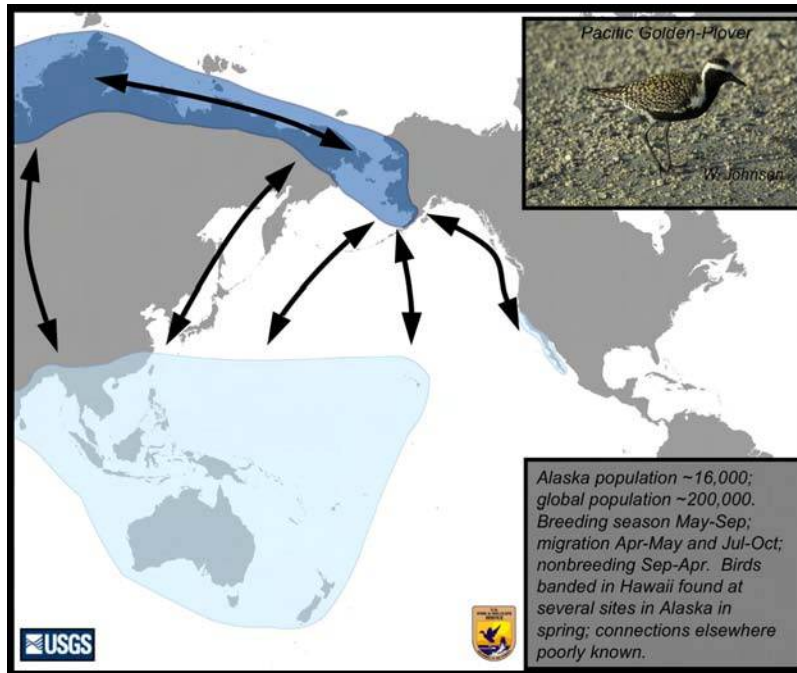 Pacific Golden-Plover
W. Johnson
Alaska population ~16,000;
global population ~200,000.
Breeding season May-Sep;
migration Apr-May and Jul-Oct;
nonbreeding Sep-Apr. Birds
banded in Hawaii found at
several sites in Alaska in
spring; connections elsewhere
poorly known.
USGS